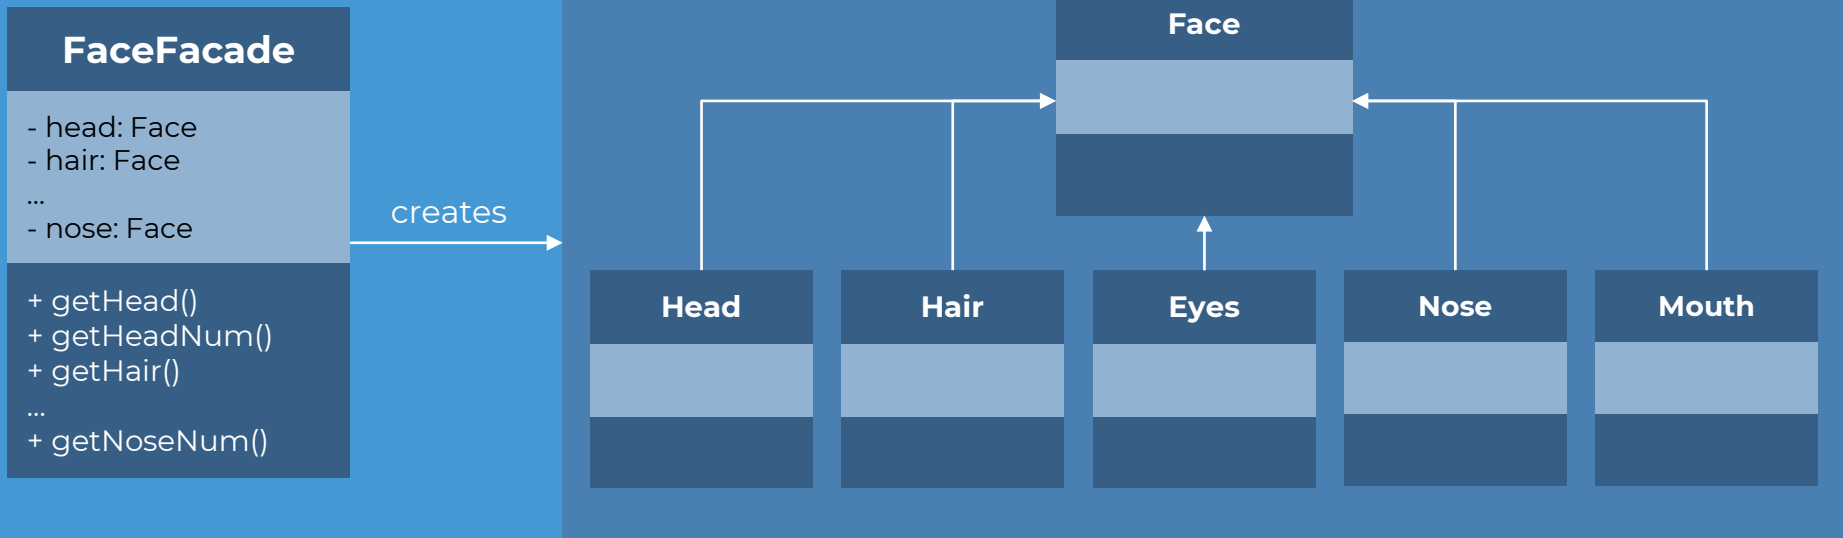 FaceFacade
- head: Face
- hair: Face
...
- nose: Face
+ getHead()
+ getHeadNum()
+ getHair()
...
+ getNoseNum()
creates
Face
Head
Hair
Eyes
Nose
Mouth